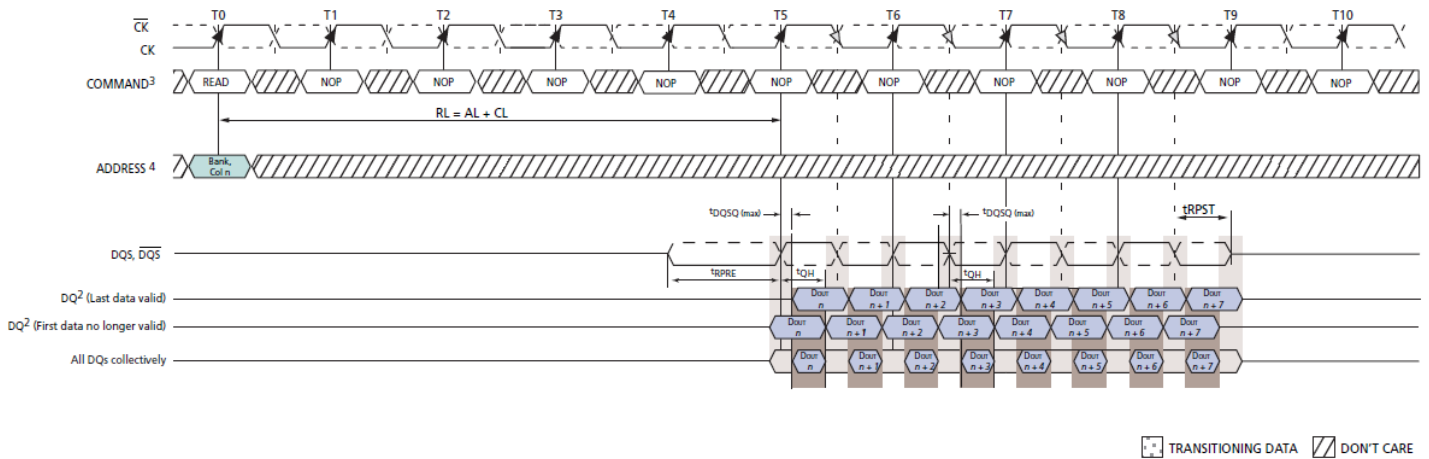 T0 T1 T2 T3 T4 T5 T6 T7 T8 T9 T10
CK
CK
COMMAND3 READ NOP NOP NOP NOP NOP NOP NOP NOP NOP NOP
RL = AL + CL
ADDRESS 4
Bank,
Col n
tDQSQ (max) tDQSQ (max) tRPST
DQS, DQS
tRPRE tQH tQH
DQ2 (Last data valid)
DOUT DOUT DOUT DOUT DOUT DOUT DOUT DOUT
n n + 1 n + 2 n + 3 n + 4 n + 5 n + 6 n + 7
DQ2 (First data no longer valid)
DOUT DOUT DOUT DOUT DOUT DOUT DOUT DOUT
n n + 1 n + 2 n + 3 n + 4 n + 5 n + 6 n + 7
All DQs collectively
DOUT DOUT DOUT DOUT DOUT DOUT DOUT DOUT
n n + 1 n + 2 n + 3 n + 4 n + 5 n + 6 n + 7
TRANSITIONING DATA DON'T CARE